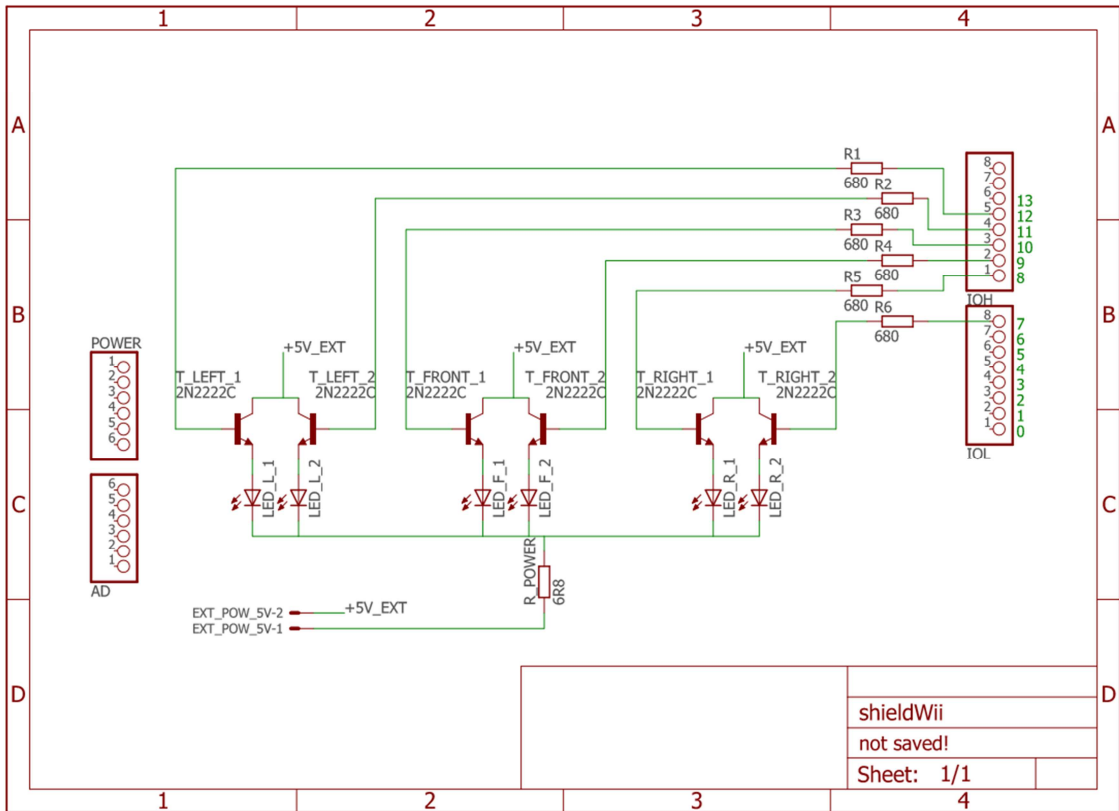 1 2 3 4
A A
R1
680
R2
680
R3
680
R4
680
R5
680
R6
680
8
7
6
5
4
3
2
1
13
12
11
10
9
8
IOH
B B
8
7
6
5
4
3
2
1
7
6
5
4
3
2
1
0
IOL
POWER
1
2
3
4
5
6
+5V_EXT +5V_EXT +5V_EXT
T_LEFT_1 T_LEFT_2 T_FRONT_1 T_FRONT_2 T_RIGHT_1 T_RIGHT_2
2N2222C 2N2222C 2N2222C 2N2222C 2N2222C 2N2222C
C C
LED_L_1
LED_L_2
LED_F_1
LED_F_2
LED_R_1
LED_R_2
6
5
4
3
2
1
AD
R_POWER
6R8
EXT_POW_5V-2 +5V_EXT
EXT_POW_5V-1
D D
shieldWii
not saved!
Sheet: 1/1
1 2 3 4